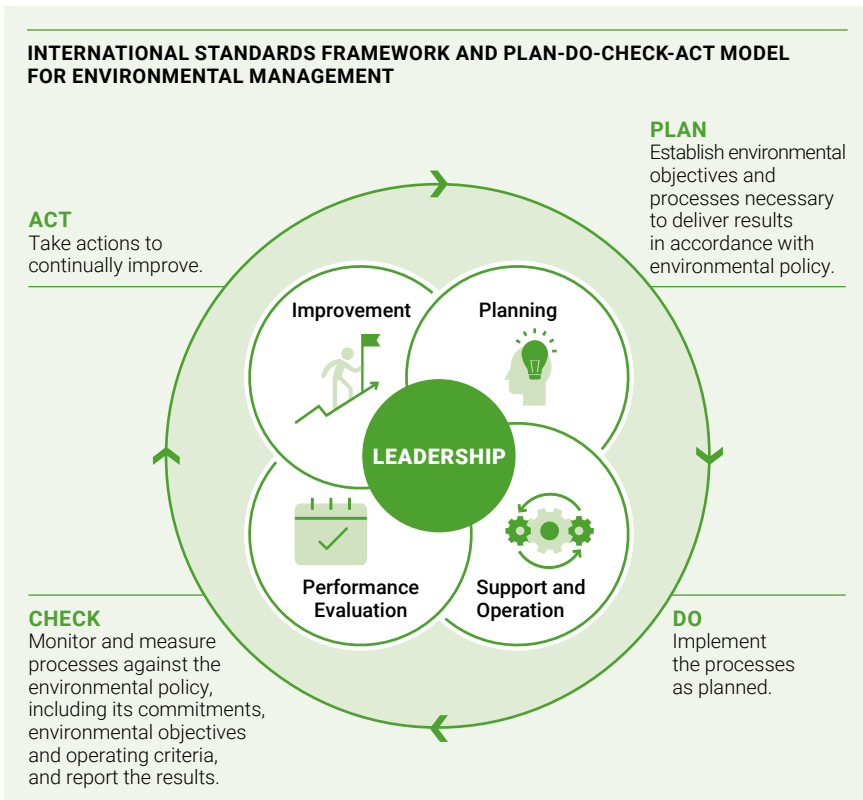 INTERNATIONAL STANDARDS FRAMEWORK AND PLAN-DO-CHECK-ACT MODEL
FOR ENVIRONMENTAL MANAGEMENT
PLAN
Establish environmental
objectives and
processes necessary
to deliver results
in accordance with
environmental policy.
ACT
Take actions to
continually improve.
Improvement
Planning
LEADERSHIP
Performance
Evaluation
Support and
Operation
CHECK
Monitor and measure
processes against the
environmental policy,
including its commitments,
environmental objectives
and operating criteria,
and report the results.
DO
Implement
the processes
as planned.